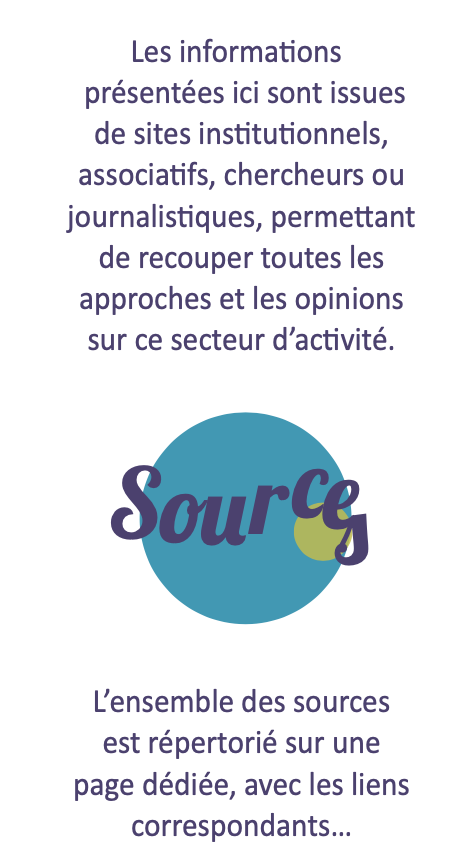 Les informations
présentées ici sont issues
de sites institutionnels,
associatifs, chercheurs ou
journalistiques, permettant
de recouper toutes les
approches et les opinions
sur ce secteur d’activité.
Sources
L’ensemble des sources
est répertorié sur une
page dédiée, avec les liens
correspondants...